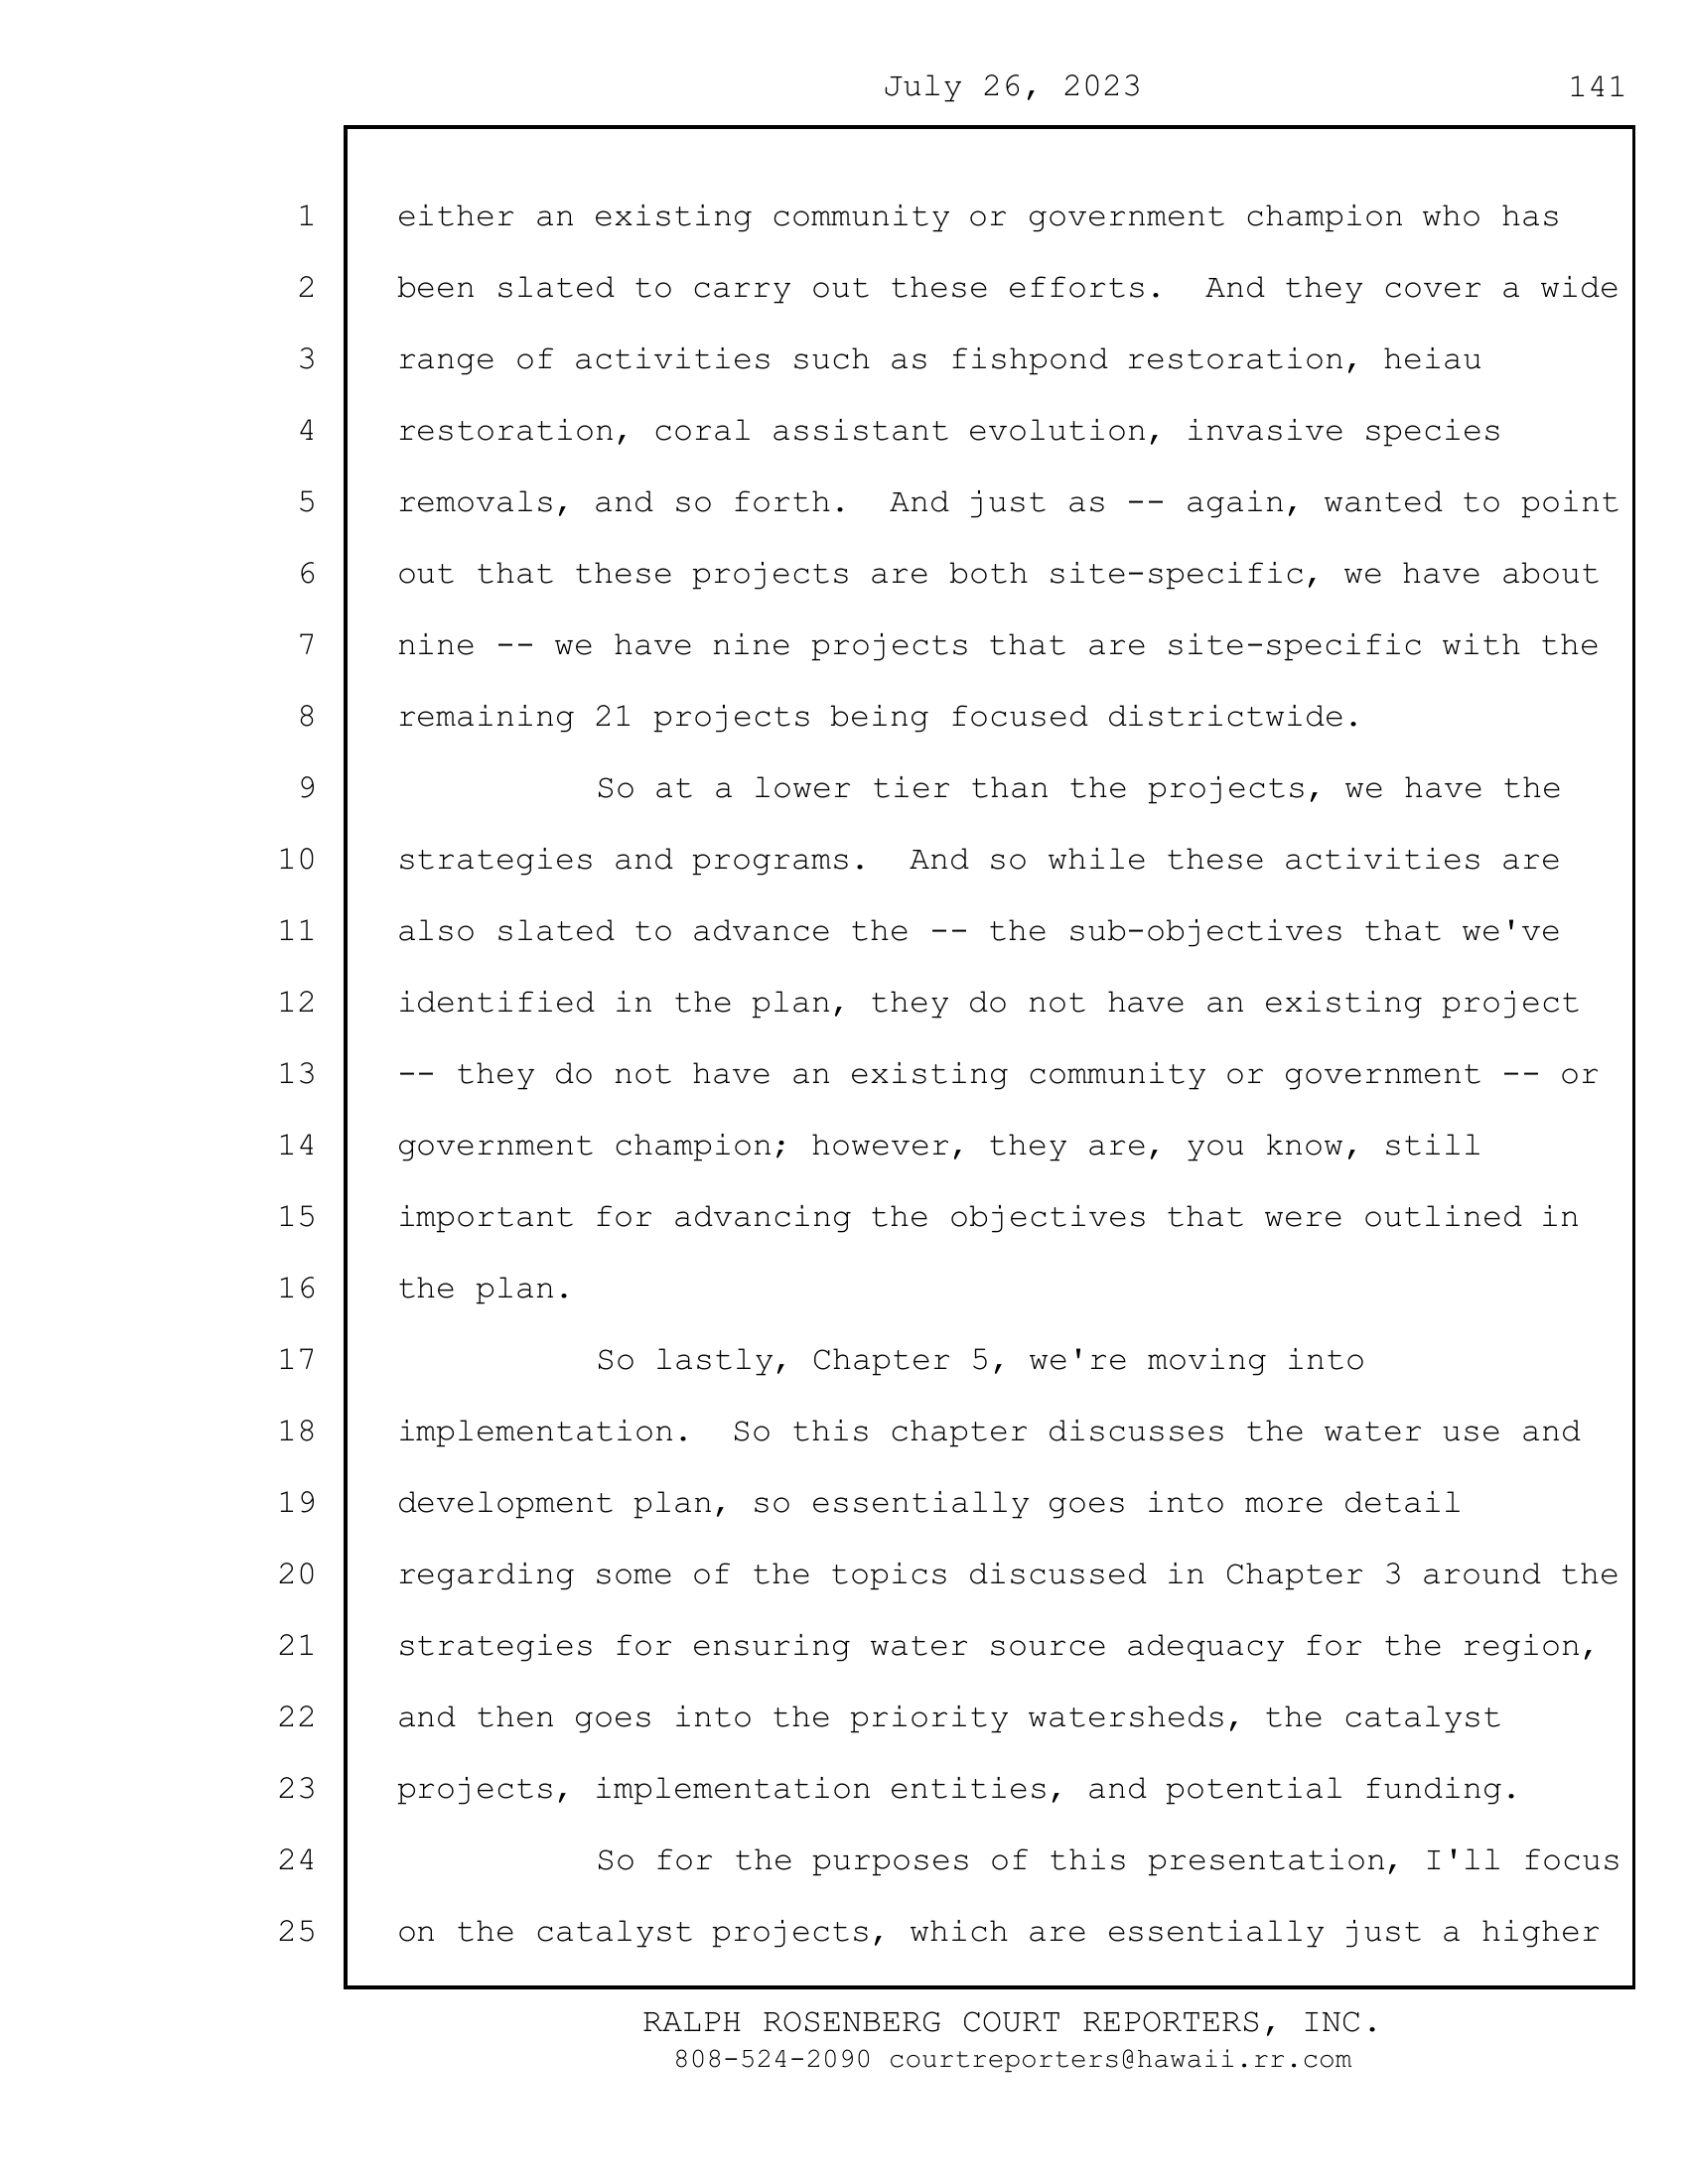 July 26, 2023 141
1 either an existing community or government champion who has
2 been slated to carry out these efforts.  And they cover a wide
3 range of activities such as fishpond restoration, heiau
4 restoration, coral assistant evolution, invasive species
5 removals, and so forth.  And just as -- again, wanted to point
6 out that these projects are both site-specific, we have about
7 nine -- we have nine projects that are site-specific with the
8 remaining 21 projects being focused districtwide.
9 So at a lower tier than the projects, we have the
10 strategies and programs.  And so while these activities are
11 also slated to advance the -- the sub-objectives that we've
12 identified in the plan, they do not have an existing project
13 -- they do not have an existing community or government -- or
14 government champion; however, they are, you know, still
15 important for advancing the objectives that were outlined in
16 the plan.
17 So lastly, Chapter 5, we're moving into
18 implementation.  So this chapter discusses the water use and
19 development plan, so essentially goes into more detail
20 regarding some of the topics discussed in Chapter 3 around the
21 strategies for ensuring water source adequacy for the region,
22 and then goes into the priority watersheds, the catalyst
23 projects, implementation entities, and potential funding.
24 So for the purposes of this presentation, I'll focus
25 on the catalyst projects, which are essentially just a higher
RALPH ROSENBERG COURT REPORTERS, INC.
808-524-2090 courtreporters@hawaii.rr.com